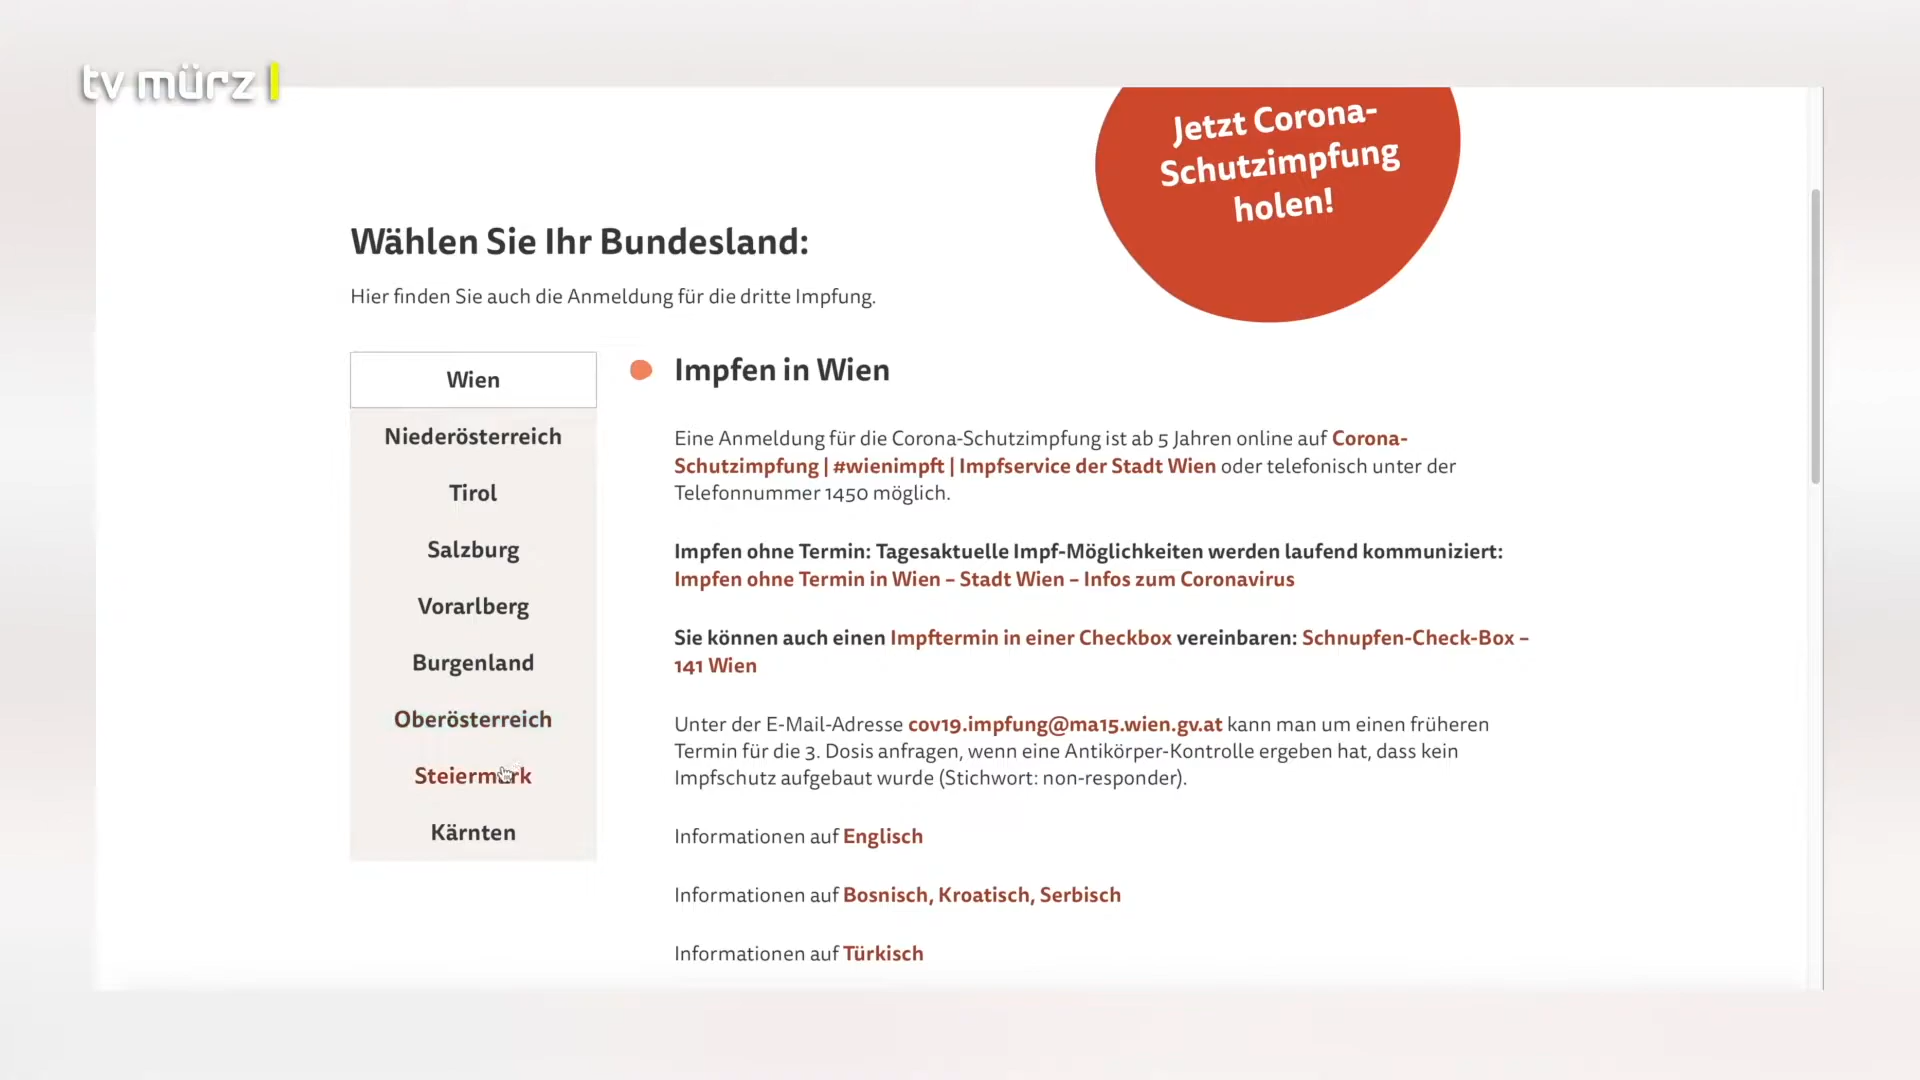 tv mürz
Jetzt Corona-
Schutzimpfung
holen!
Wählen Sie Ihr Bundesland:
Hier finden Sie auch die Anmeldung für die dritte Impfung.
Wien
Niederösterreich
Tirol
Salzburg
Vorarlberg
Burgenland
Oberösterreich
Steiermark
Kärnten
Impfen in Wien
Eine Anmeldung für die Corona-Schutzimpfung ist ab 5 Jahren online auf Corona-
Schutzimpfung | #wienimpft | Impfservice der Stadt Wien oder telefonisch unter der
Telefonnummer 1450 möglich.
Impfen ohne Termin: Tagesaktuelle Impf-Möglichkeiten werden laufend kommuniziert:
Impfen ohne Termin in Wien – Stadt Wien – Infos zum Coronavirus
Sie können auch einen Impftermin in einer Checkbox vereinbaren: Schnupfen-Check-Box –
141 Wien
Unter der E-Mail-Adresse cov19.impfung@ma15.wien.gv.at kann man um einen früheren
Termin für die 3. Dosis anfragen, wenn eine Antikörper-Kontrolle ergeben hat, dass kein
Impfschutz aufgebaut wurde (Stichwort: non-responder).
Informationen auf Englisch
Informationen auf Bosnisch, Kroatisch, Serbisch
Informationen auf Türkisch